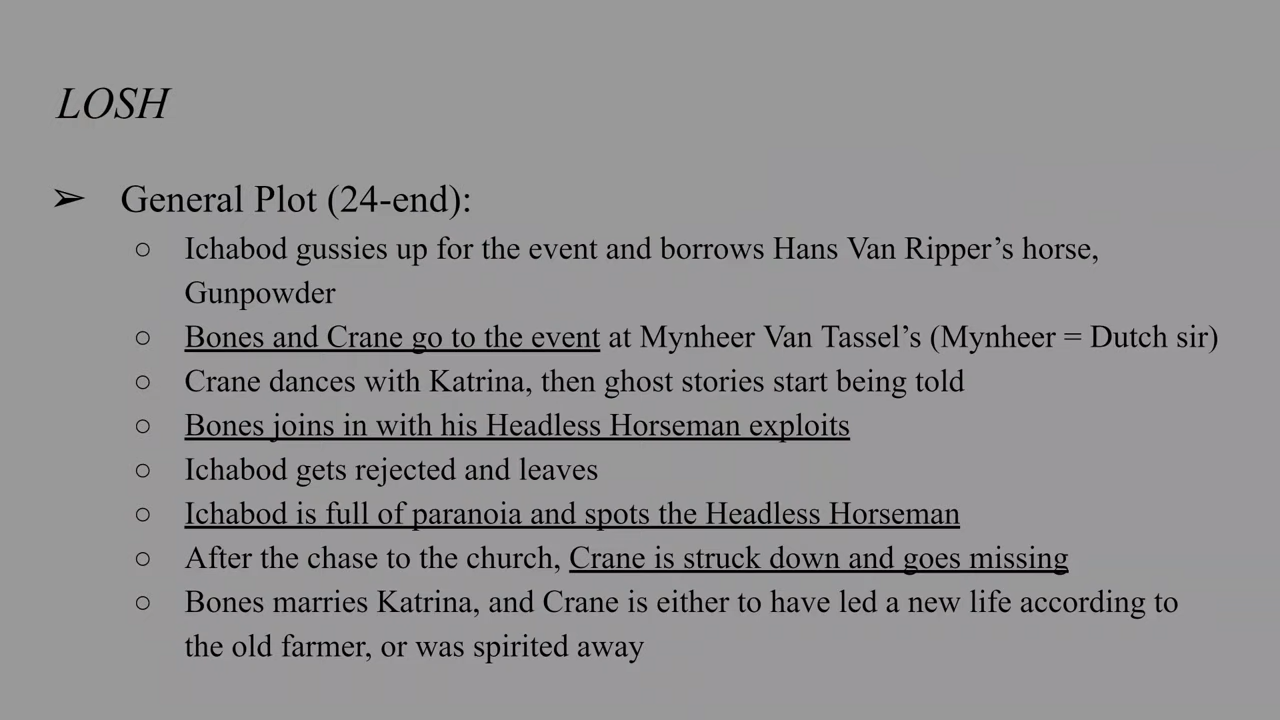 LOSH
➢ General Plot (24-end):
○ Ichabod gussies up for the event and borrows Hans Van Ripper’s horse,
Gunpowder
○ Bones and Crane go to the event at Mynheer Van Tassel’s (Mynheer = Dutch sir)
○ Crane dances with Katrina, then ghost stories start being told
○ Bones joins in with his Headless Horseman exploits
○ Ichabod gets rejected and leaves
○ Ichabod is full of paranoia and spots the Headless Horseman
○ After the chase to the church, Crane is struck down and goes missing
○ Bones marries Katrina, and Crane is either to have led a new life according to
the old farmer, or was spirited away